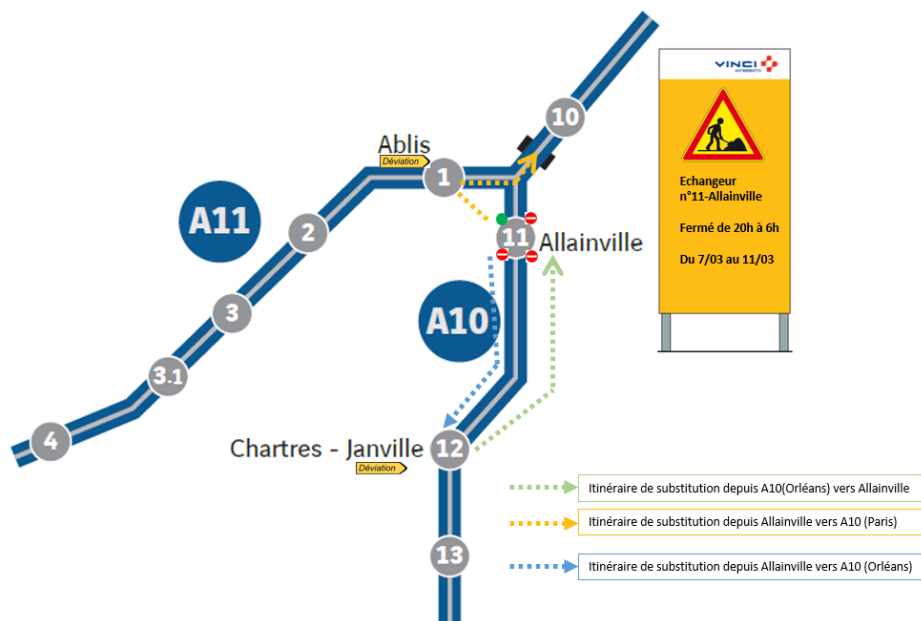 VINCI
AUTOROUTES
10
Ablis
Déviation
1
Echangeur
n°11-Allainville
Fermé de 20h à 6h
Du 7/03 au 11/03
A11
2
11
Allainville
3
A10
3.1
4
Chartres - Janville
12
Déviation
Itinéraire de substitution depuis A10(Orléans) vers Allainville
Itinéraire de substitution depuis Allainville vers A10 (Paris)
13
Itinéraire de substitution depuis Allainville vers A10 (Orléans)